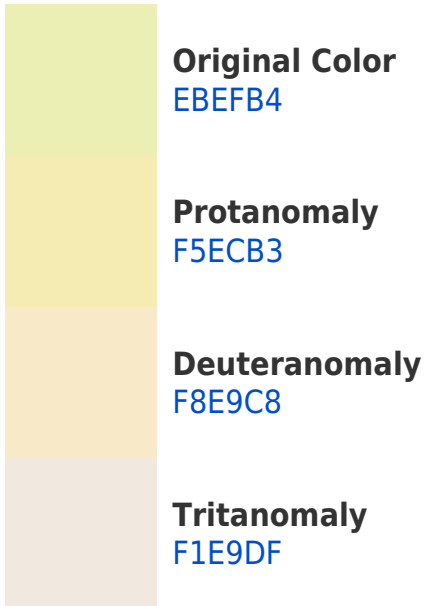 Original Color
EBEFB4
Protanomaly
F5ECB3
Deuteranomaly
F8E9C8
Tritanomaly
F1E9DF